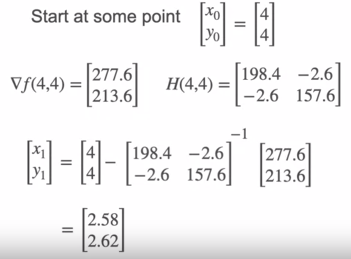 Start at some point [x₀ y₀] = [4 4]
∇f(4,4) = [277.6 213.6] H(4,4) = [198.4 −2.6 −2.6 157.6]
[x₁ y₁] = [4 4] − [198.4 −2.6 −2.6 157.6]⁻¹ [277.6 213.6]
= [2.58 2.62]